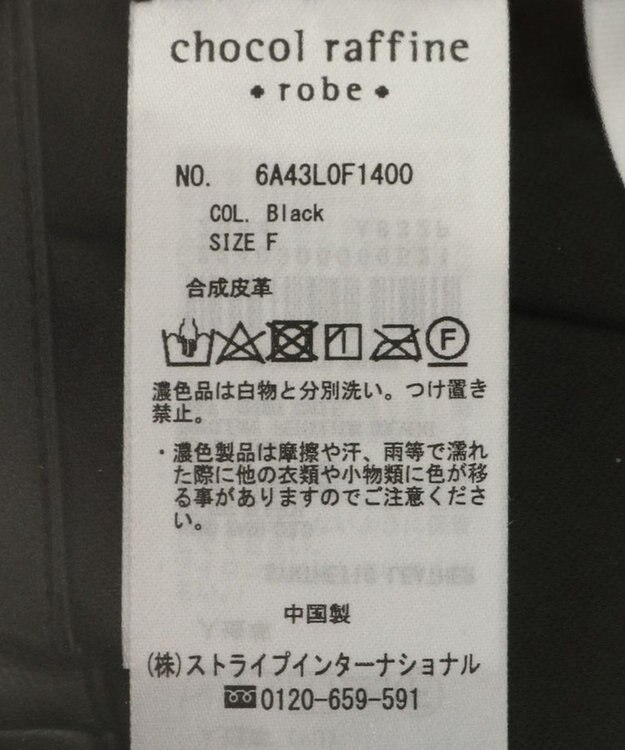 chocol raffine
robe
NO. 6A43L0F1400
COL. Black
SIZE F
合成皮革
F
濃色品は白物と分別洗い。つけ置き
禁止。
・濃色製品は摩擦や汗、雨等で濡れ
た際に他の衣類や小物類に色が移
る事がありますのでご注意くださ
い。
中国製
(株)ストライプインターナショナル
0120-659-591